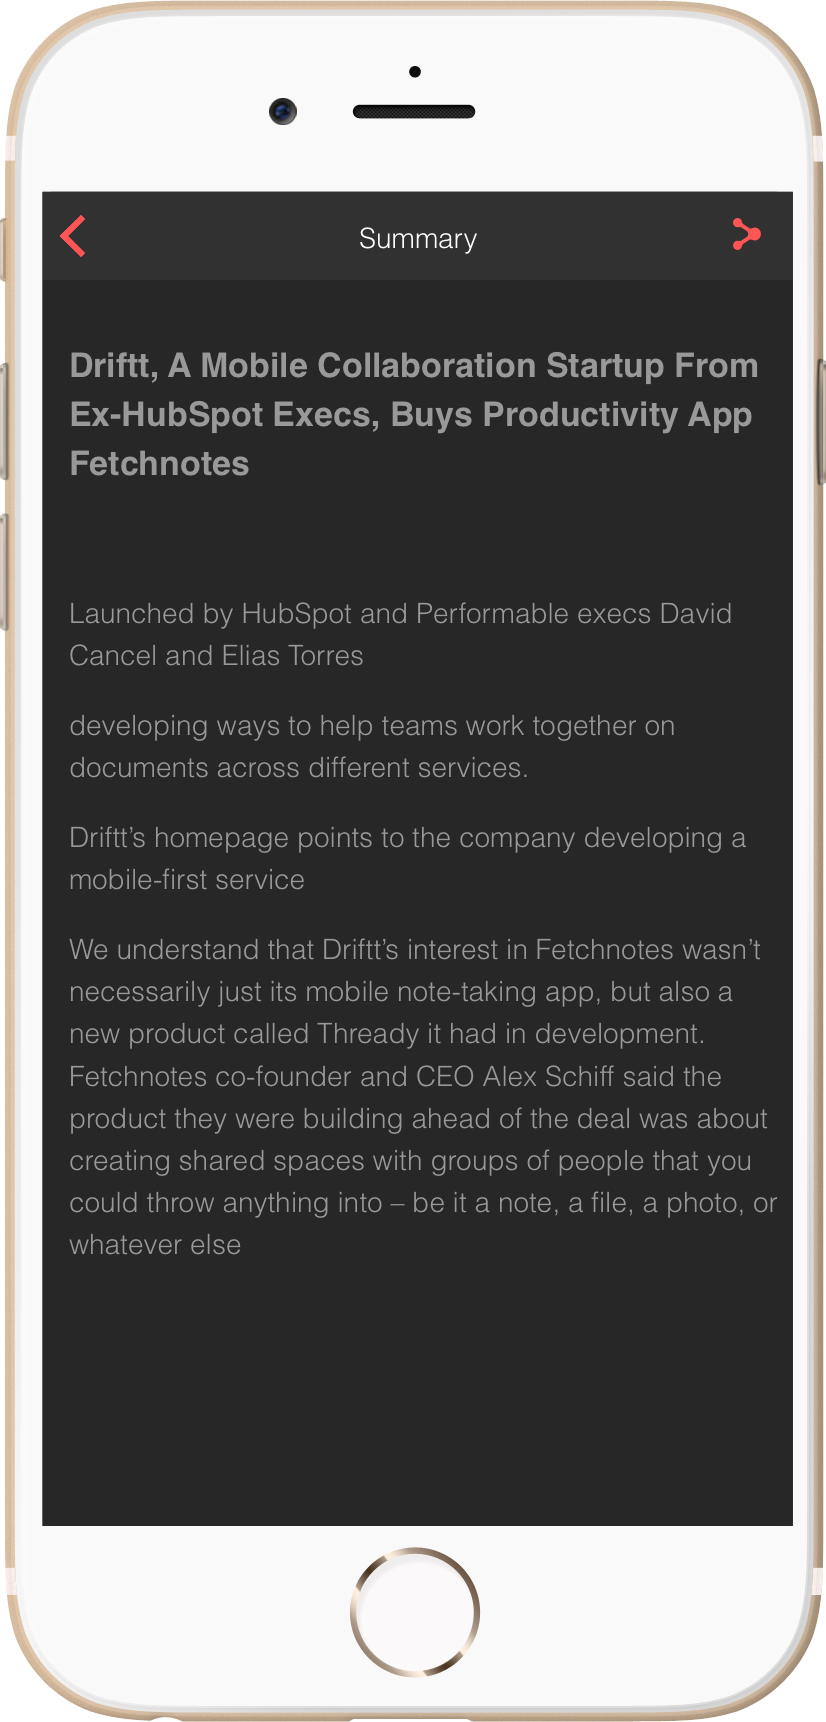 Summary
Driftt, A Mobile Collaboration Startup From
Ex-HubSpot Execs, Buys Productivity App
Fetchnotes
Launched by HubSpot and Performable execs David
Cancel and Elias Torres
developing ways to help teams work together on
documents across different services.
Driftt’s homepage points to the company developing a
mobile-first service
We understand that Driftt’s interest in Fetchnotes wasn’t
necessarily just its mobile note-taking app, but also a
new product called Thready it had in development.
Fetchnotes co-founder and CEO Alex Schiff said the
product they were building ahead of the deal was about
creating shared spaces with groups of people that you
could throw anything into – be it a note, a file, a photo, or
whatever else